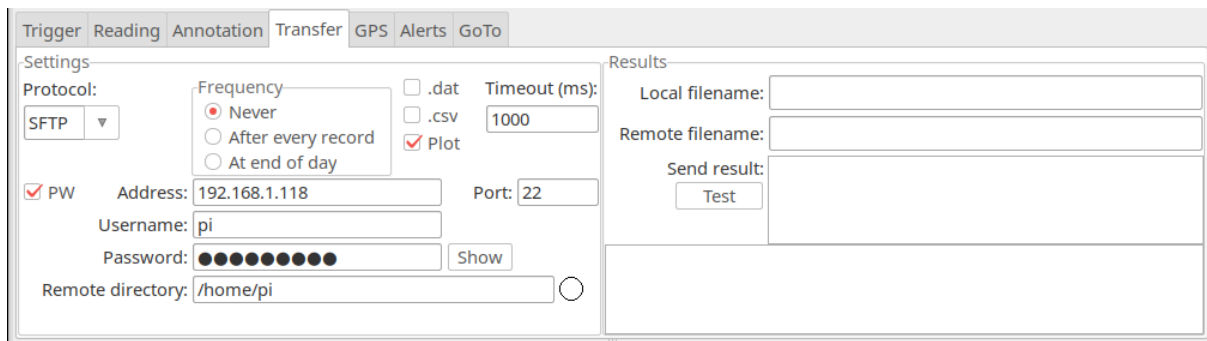 Trigger Reading Annotation Transfer GPS Alerts GoTo
Settings
Protocol:
SFTP
Frequency
Never
After every record
At end of day
.dat
.csv
Plot
Timeout (ms):
1000
PW Address: 192.168.1.118 Port: 22
Username: pi
Password: ●●●●●●●●● Show
Remote directory: /home/pi
Results
Local filename:
Remote filename:
Send result:
Test